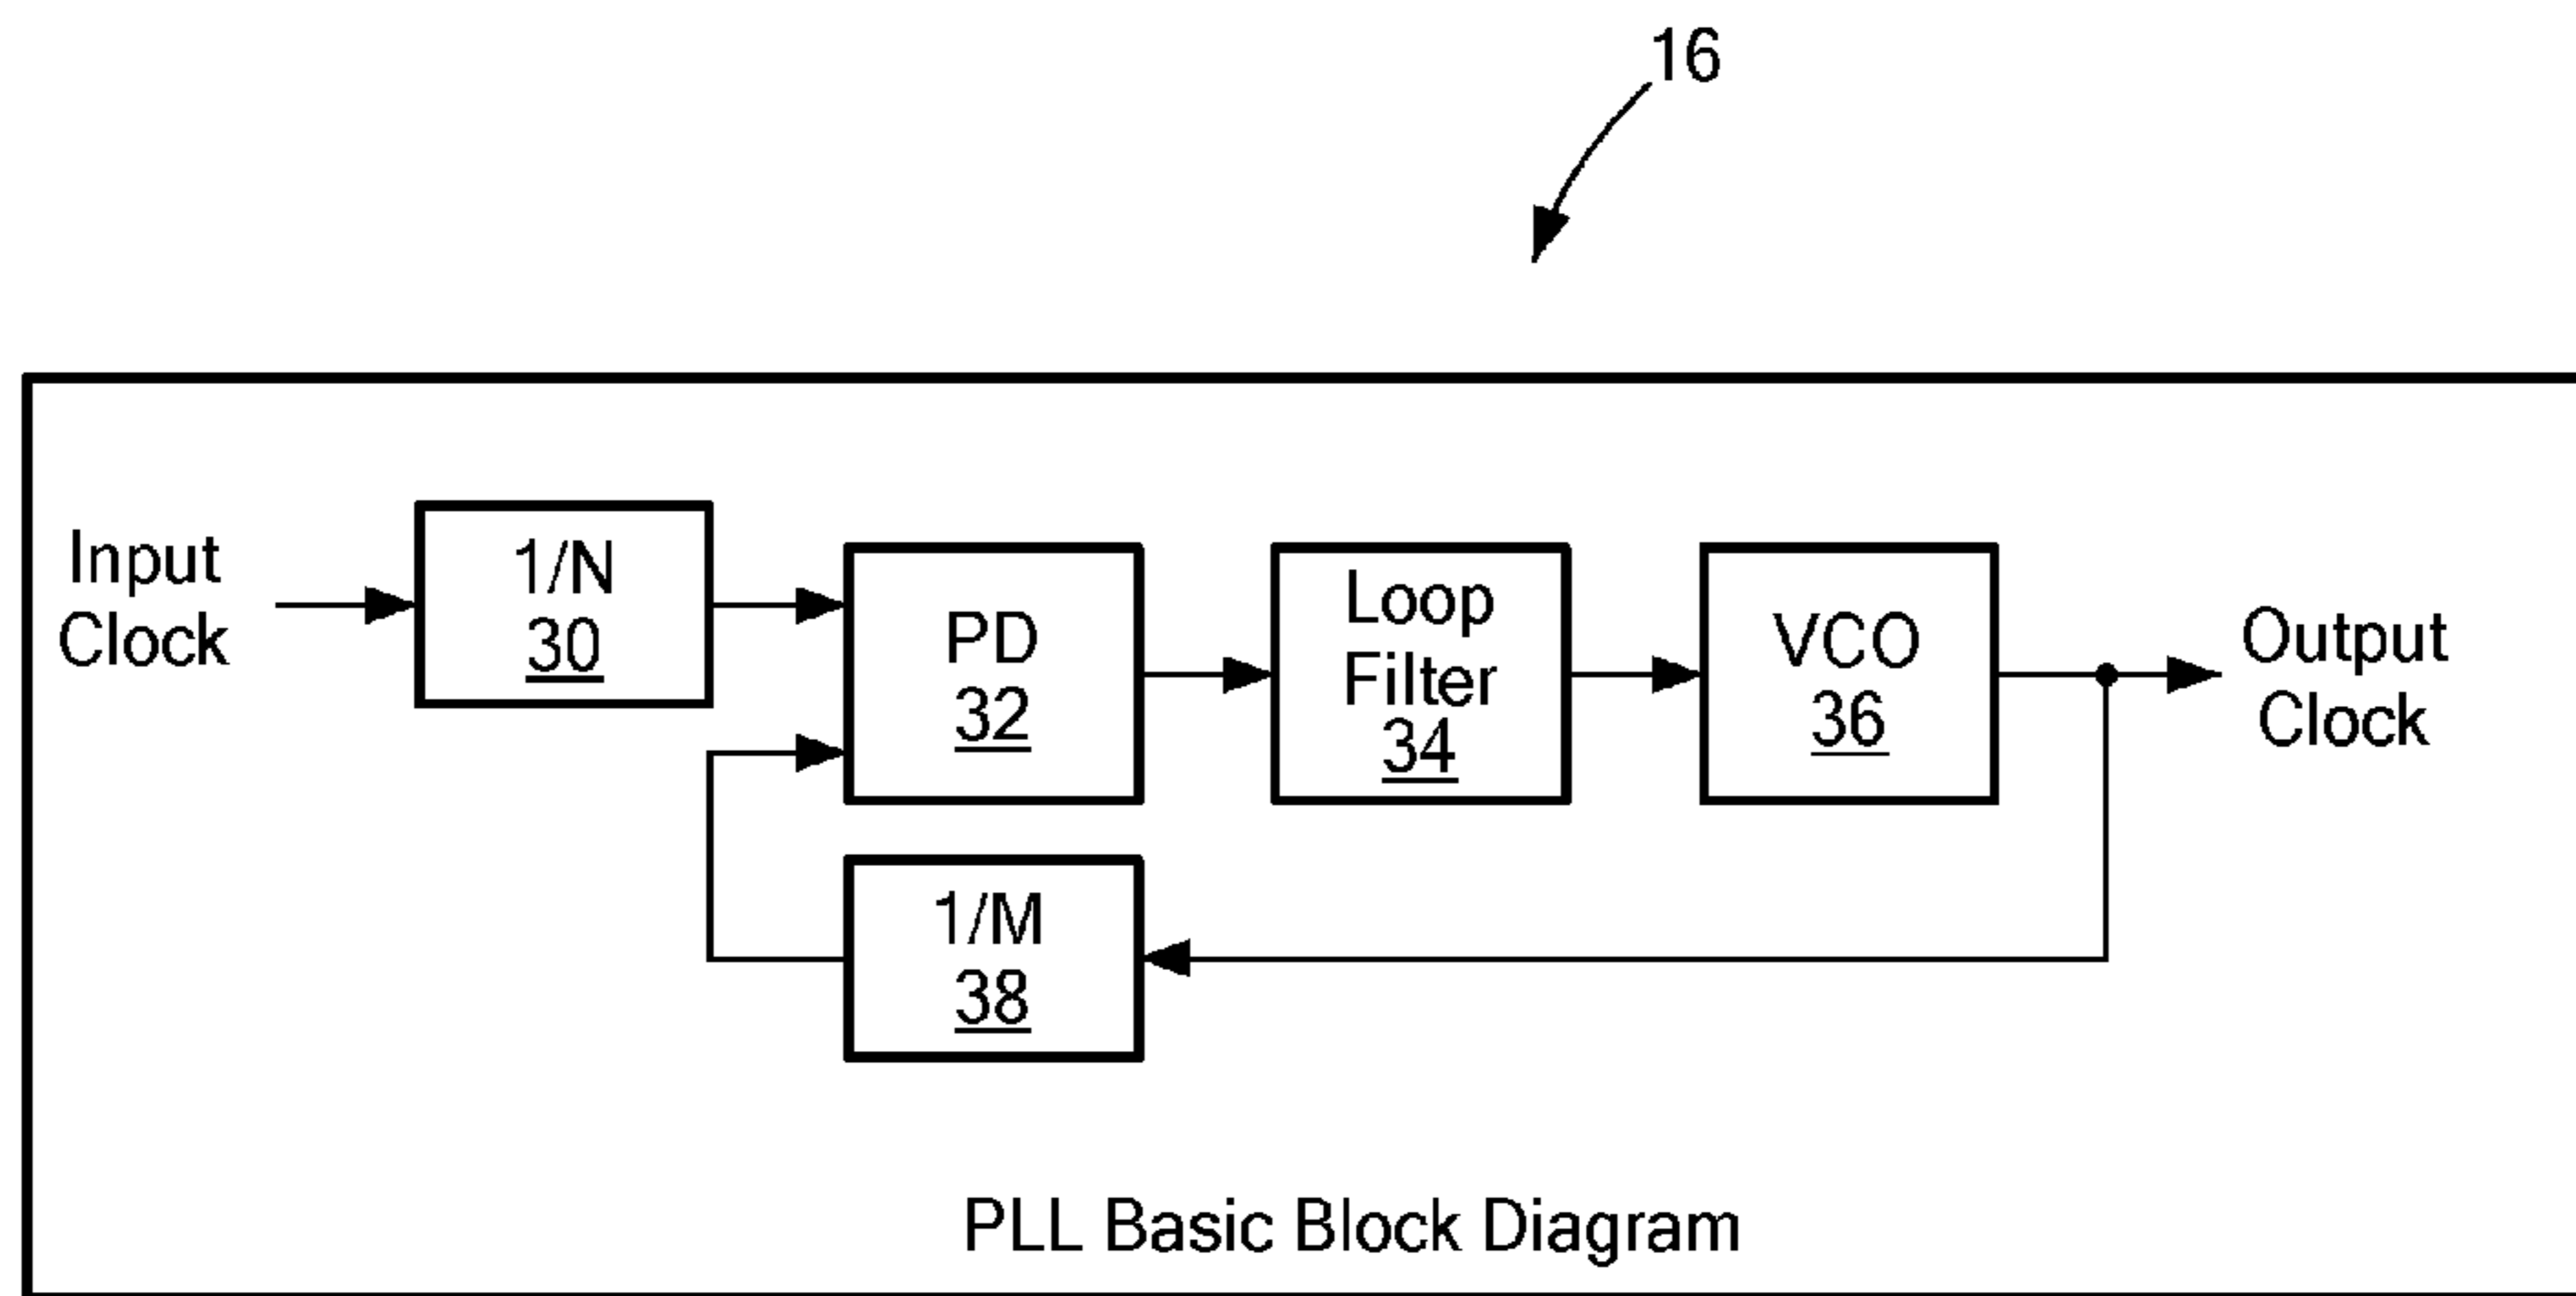 16
Input
Clock
1/N
30
PD
32
Loop
Filter
34
VCO
36
Output
Clock
1/M
38
PLL Basic Block Diagram